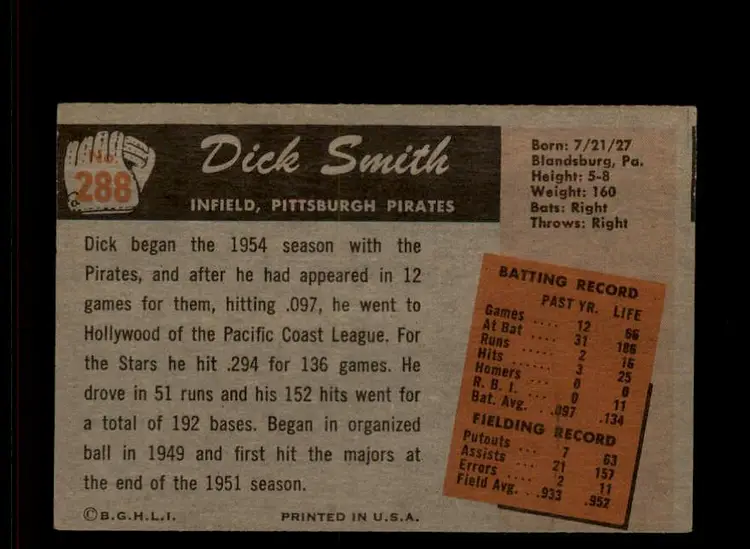 No.
288
Dick Smith
INFIELD, PITTSBURGH PIRATES
Born: 7/21/27
Blandsburg, Pa.
Height: 5-8
Weight: 160
Bats: Right
Throws: Right
Dick began the 1954 season with the
Pirates, and after he had appeared in 12
games for them, hitting .097, he went to
Hollywood of the Pacific Coast League. For
the Stars he hit .294 for 136 games. He
drove in 51 runs and his 152 hits went for
a total of 192 bases. Began in organized
ball in 1949 and first hit the majors at
the end of the 1951 season.
BATTING RECORD
PAST YR. LIFE
Games .... 12 66
At Bat .... 31 186
Runs .... 2 16
Hits .... 3 25
Homers .... 0 0
R. B. I. .... 0 11
Bat. Avg. .. .097 .134
FIELDING RECORD
Putouts .... 7 63
Assists .... 21 157
Errors .... 2 11
Field Avg. .. .933 .952
©B.G.H.L.I. PRINTED IN U.S.A.